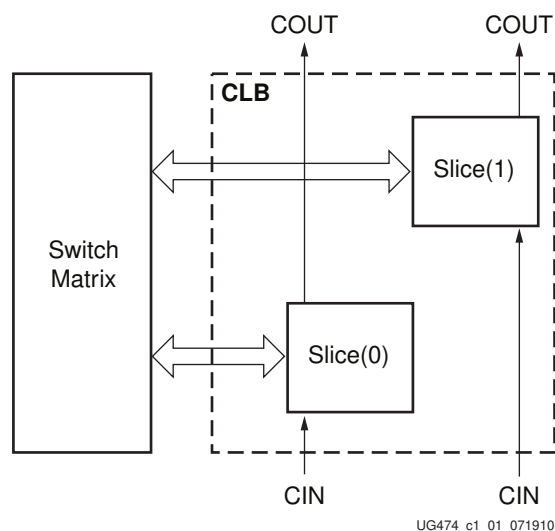 COUT
COUT
CLB
Slice(1)
Switch
Matrix
Slice(0)
CIN
CIN
UG474_c1_01_071910